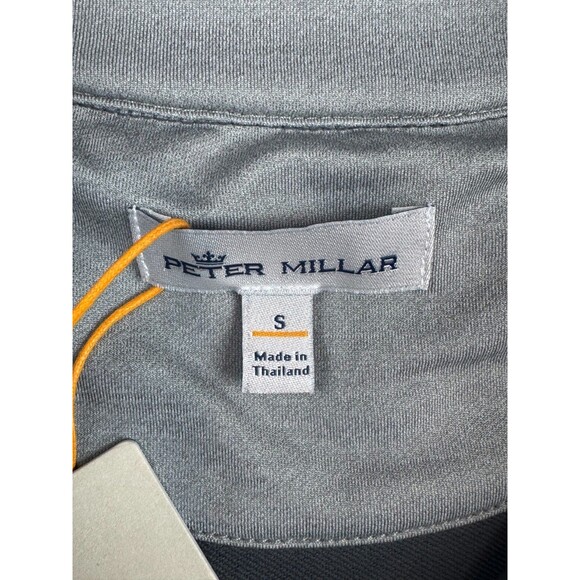 PETER MILLAR
S
Made in
Thailand